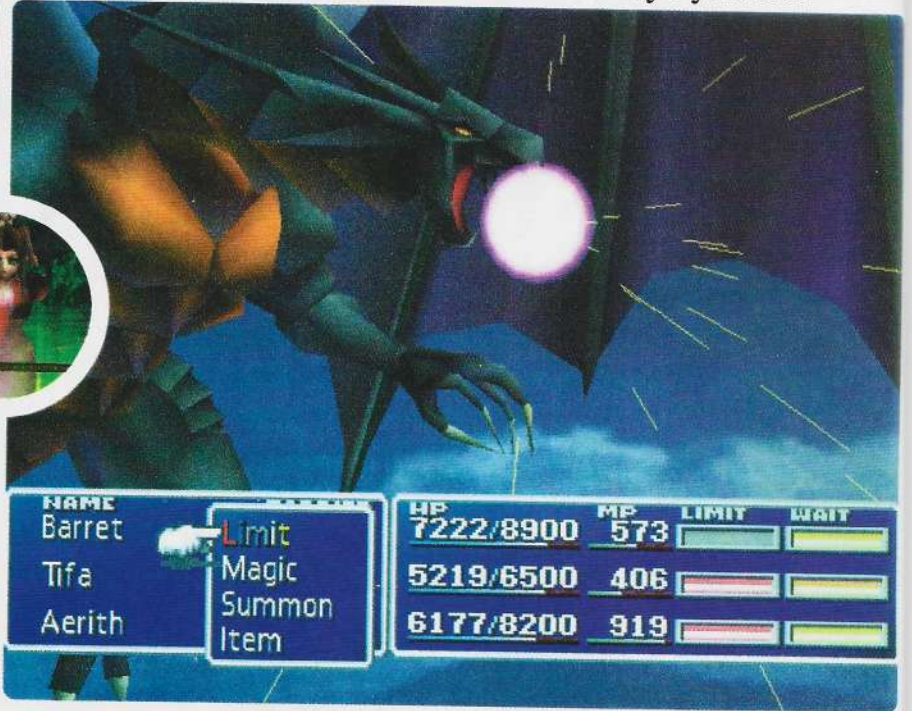 NAME HP MP LIMIT WAIT
Barret Limit 7222/8900 573
Tifa Magic 5219/6500 406
Summon
Aerith 6177/8200 919
Item